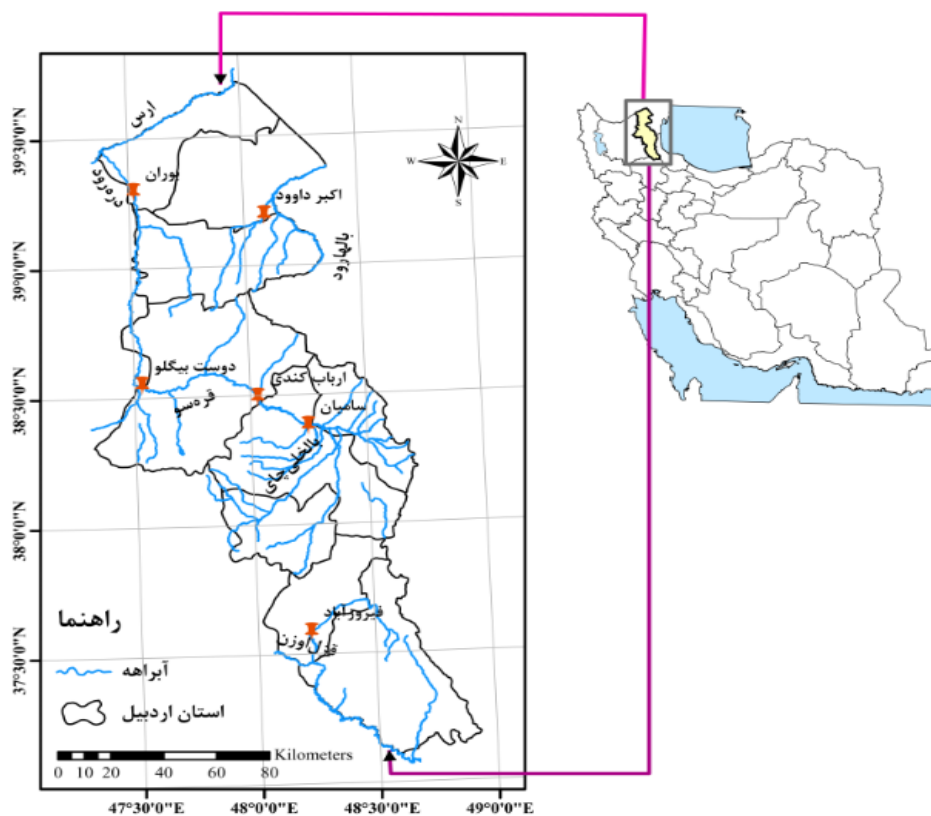 N
W E
S
ارس
بوران
دره‌رود
اکبر داوود
بالهارود
دوست بیگلو
ارباب کندی
قره‌سو
سامیان
بالخلی‌چای
فیروزآباد
قزل‌اوزن
راهنما
آبراهه
استان اردبیل
Kilometers
0 10 20 40 60 80
39°30'0"N
39°0'0"N
38°30'0"N
38°0'0"N
37°30'0"N
47°30'0"E 48°0'0"E 48°30'0"E 49°0'0"E